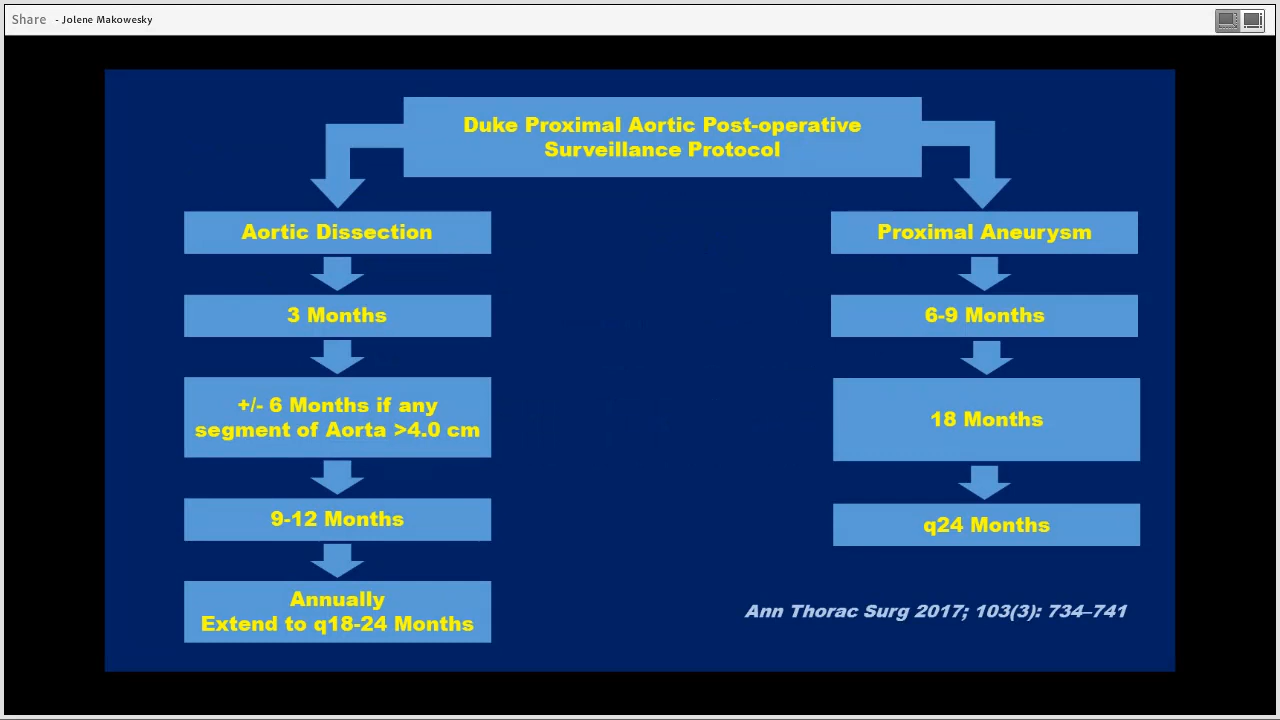 Share - Jolene Makowesky
Duke Proximal Aortic Post-operative
Surveillance Protocol
Aortic Dissection
3 Months
+/- 6 Months if any
segment of Aorta >4.0 cm
9-12 Months
Annually
Extend to q18-24 Months
Proximal Aneurysm
6-9 Months
18 Months
q24 Months
Ann Thorac Surg 2017; 103(3): 734–741